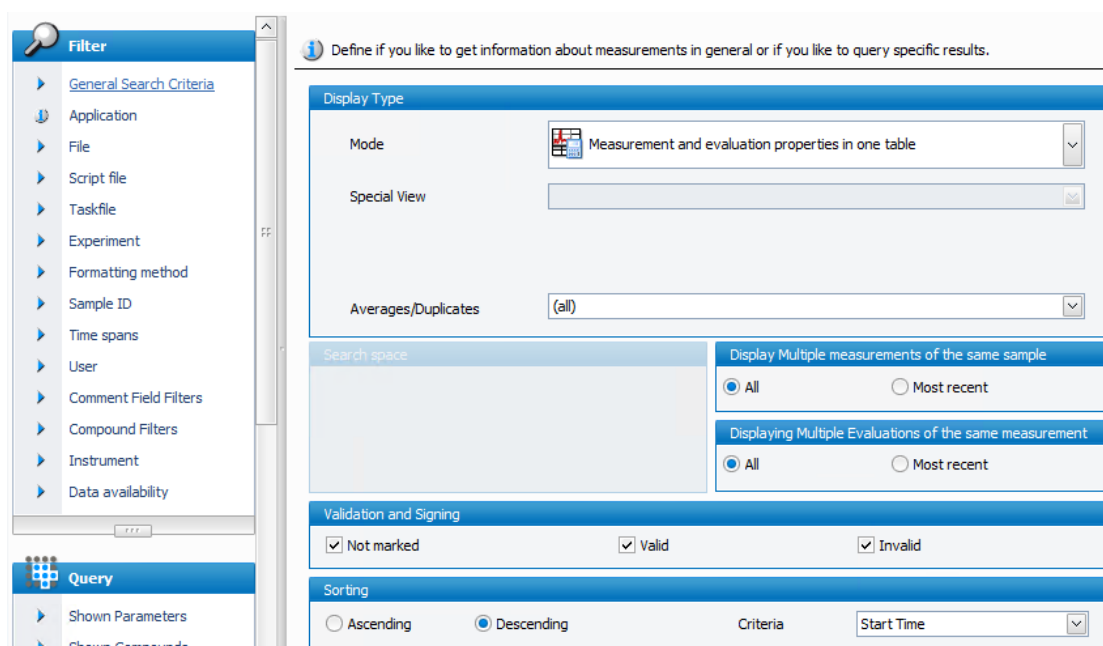 Filter
General Search Criteria
Application
File
Script file
Taskfile
Experiment
Formatting method
Sample ID
Time spans
User
Comment Field Filters
Compound Filters
Instrument
Data availability
Query
Shown Parameters
Shown Compounds
Define if you like to get information about measurements in general or if you like to query specific results.
Display Type
Mode
Measurement and evaluation properties in one table
Special View
Averages/Duplicates
(all)
Search space
Display Multiple measurements of the same sample
All Most recent
Displaying Multiple Evaluations of the same measurement
All Most recent
Validation and Signing
Not marked Valid Invalid
Sorting
Ascending Descending Criteria Start Time